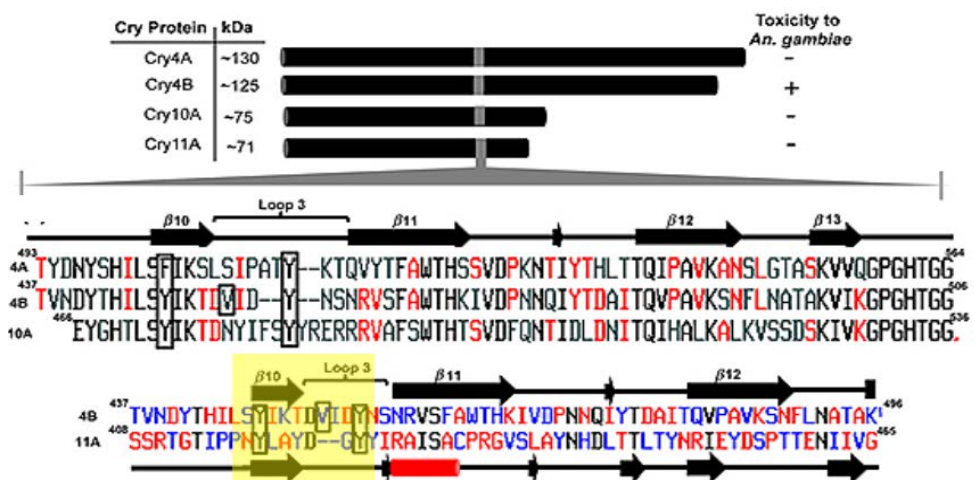 Cry Protein kDa Toxicity to An. gambiae
Cry4A ~130 -
Cry4B ~125 +
Cry10A ~75 -
Cry11A ~71 -
β10 Loop 3 β11 β12 β13
4A 493 TYDNYSHILSFIKSLSIPATY--KTQVYTFAWTHSSVDPKNTIYTHLTTQIPAVKANSLGTASKVVQGPGHTGG 564
4B 437 TVNDYTHILSYIKTIVID--Y--NSNRVSFAWTHKIVDPNNQIYTDAITQVPAVKSNFLNATAKVIKGPGHTGG 506
10A 466 EYGHTLSYIKTDNYIFSYYRERRRVAFSWTHTSVDFQNTIDLDNITQIHALKALKVSSDSKIVKGPGHTGG. 536
β10 Loop 3 β11 β12
4B 437 TVNDYTHILSYIKTDVIDYNSNRVSFAWTHKIVDPNNQIYTDAITQVPAVKSNFLNATAK 496
11A 408 SSRTGTIPPNYLAYD--GYYIRAISACPRGVSLAYNHDLTTLTYNRIEYDSPTTENIIVG 465